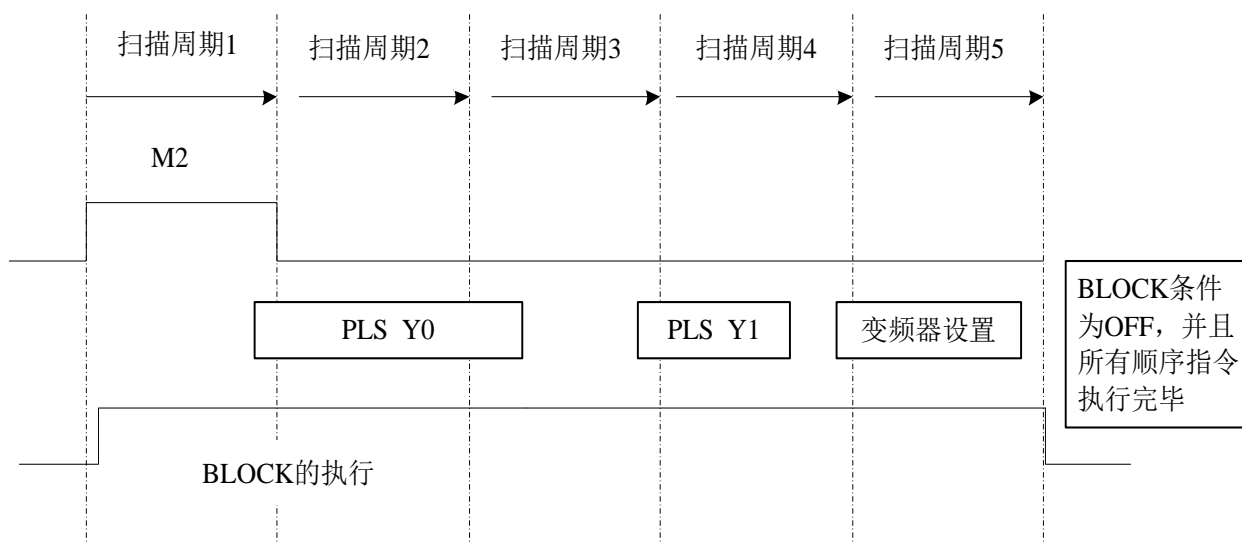 扫描周期1
扫描周期2
扫描周期3
扫描周期4
扫描周期5
M2
PLS Y0
PLS Y1
变频器设置
BLOCK条件
为OFF，并且
所有顺序指令
执行完毕
BLOCK的执行